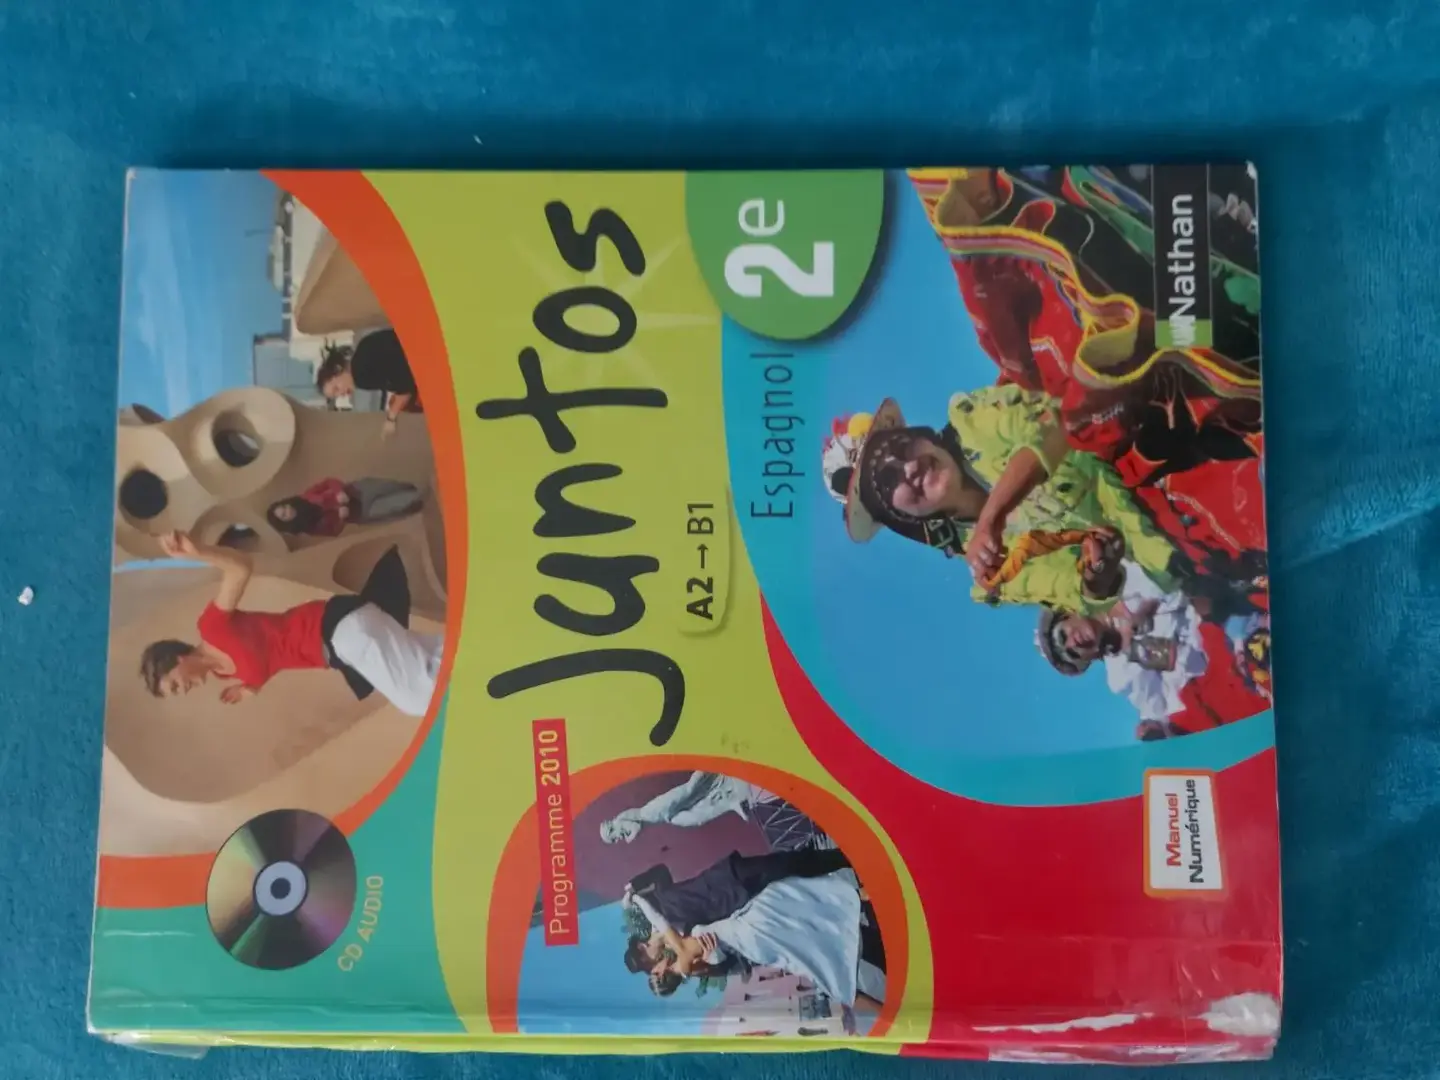 CD AUDIO
Programme 2010
Juntos
A2 → B1
Espagnol
2e
Manuel
Numérique
Nathan